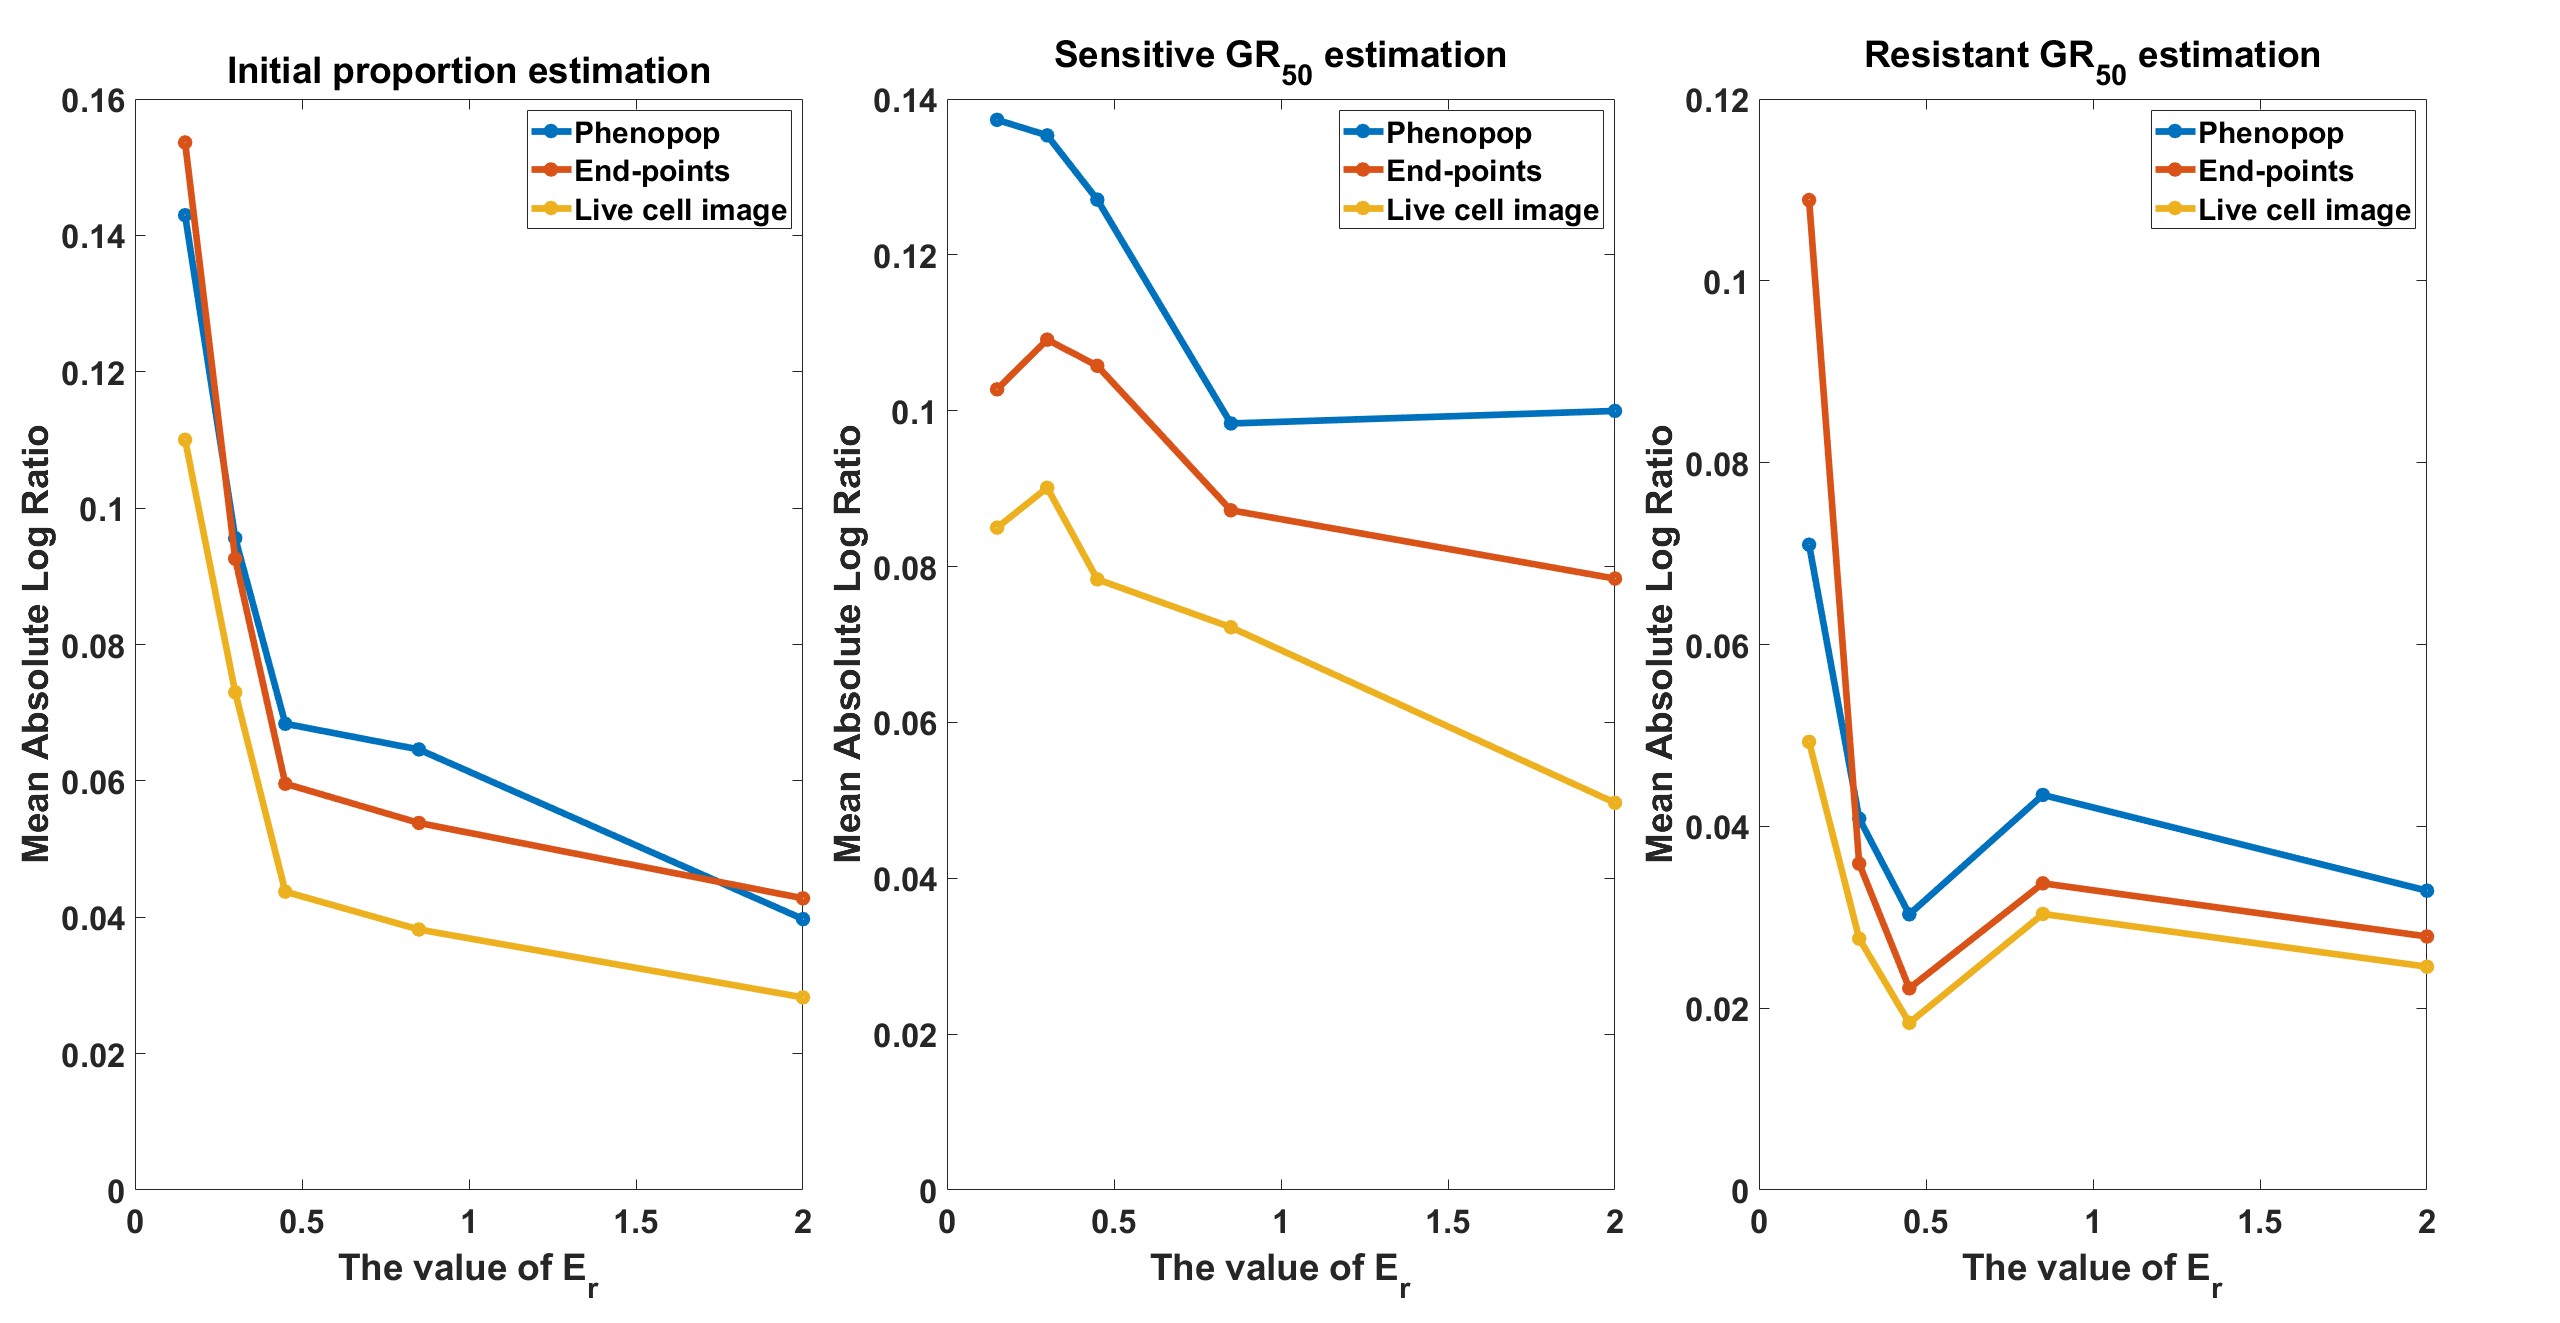 Initial proportion estimation
0.16
0.14
0.12
0.1
0.08
0.06
0.04
0.02
0
Mean Absolute Log Ratio
Phenopop
End-points
Live cell image
0 0.5 1 1.5 2
The value of E_r
Sensitive GR_50 estimation
0.14
0.12
0.1
0.08
0.06
0.04
0.02
0
Mean Absolute Log Ratio
Phenopop
End-points
Live cell image
0 0.5 1 1.5 2
The value of E_r
Resistant GR_50 estimation
0.12
0.1
0.08
0.06
0.04
0.02
0
Mean Absolute Log Ratio
Phenopop
End-points
Live cell image
0 0.5 1 1.5 2
The value of E_r